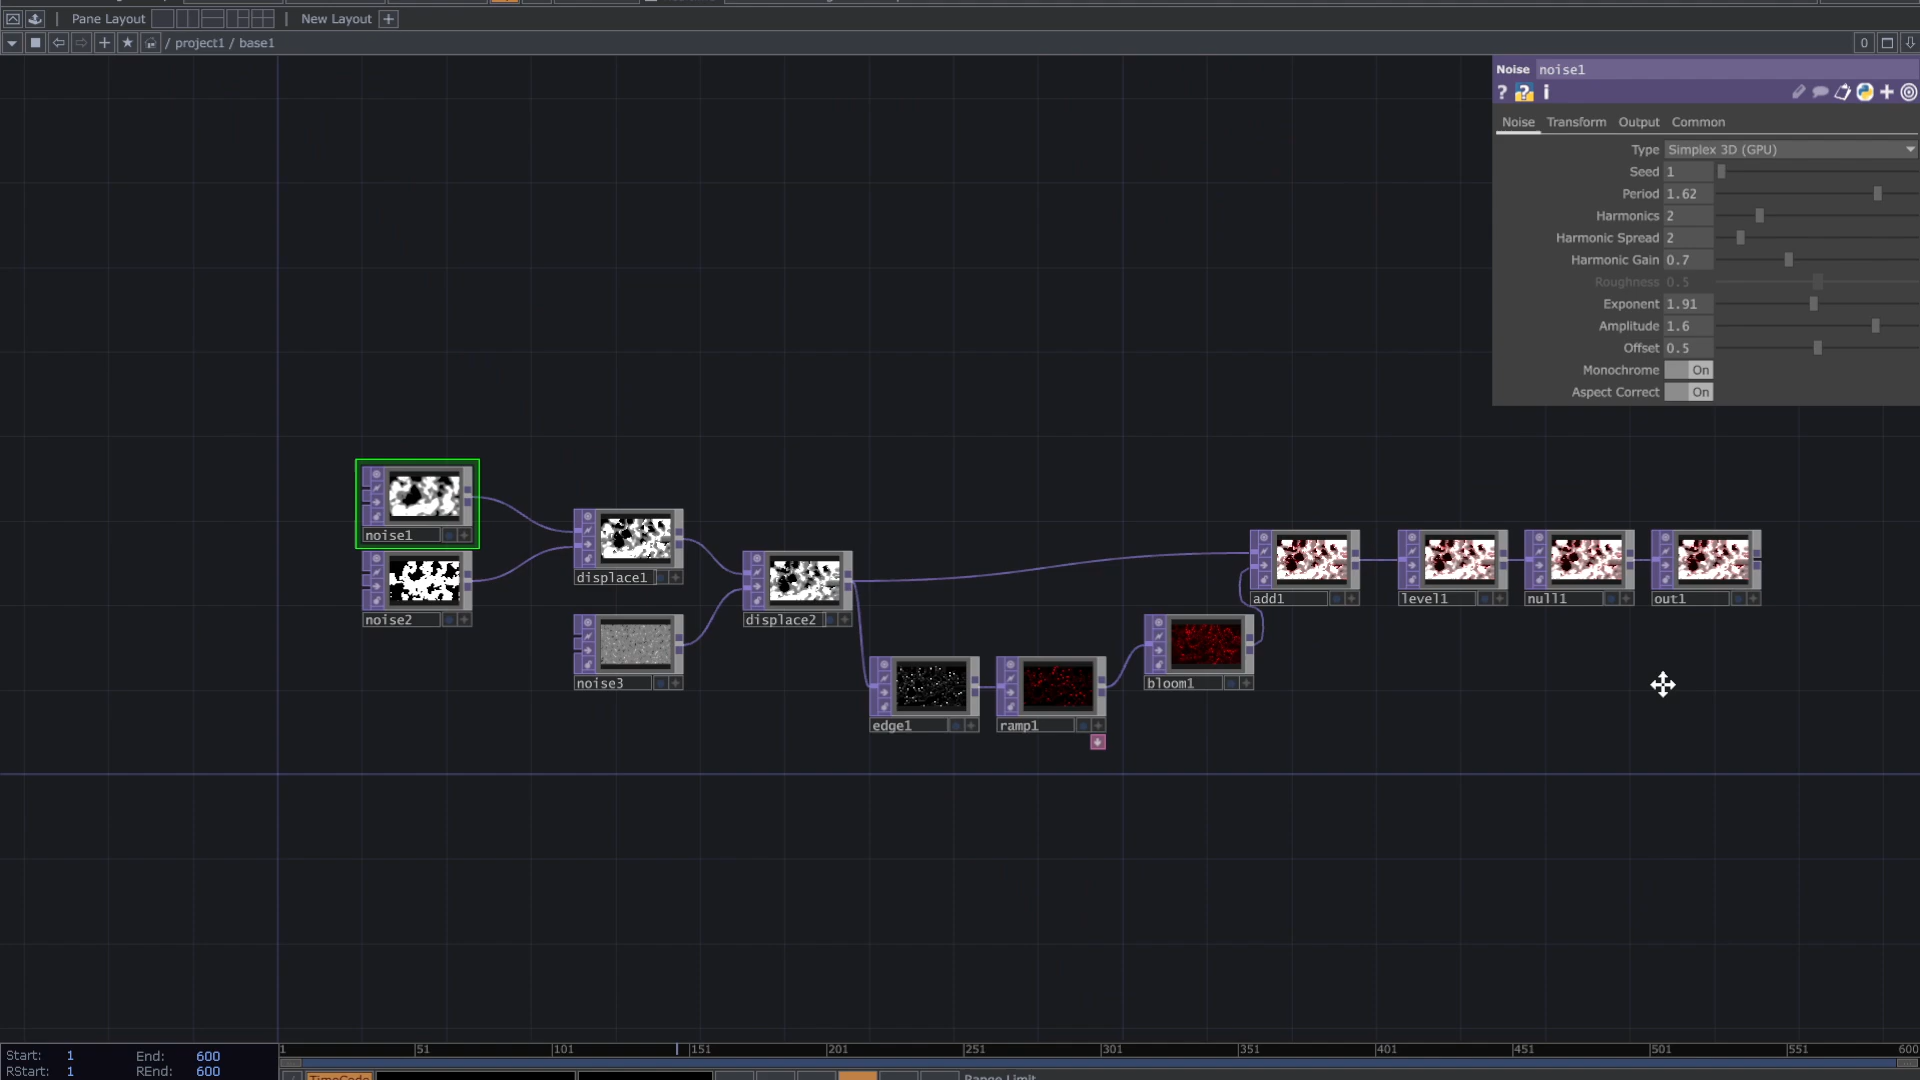 Pane Layout
New Layout +
/ project1 / base1
0
Noise noise1
? ? i
Noise Transform Output Common
Type Simplex 3D (GPU)
Seed 1
Period 1.62
Harmonics 2
Harmonic Spread 2
Harmonic Gain 0.7
Roughness 0.5
Exponent 1.91
Amplitude 1.6
Offset 0.5
Monochrome On
Aspect Correct On
noise1
noise2
displace1
noise3
displace2
edge1
ramp1
bloom1
add1
level1
null1
out1
Start: 1 End: 600
RStart: 1 REnd: 600
1 51 101 151 201 251 301 351 401 451 501 551 600
TimeCode
Range Limit